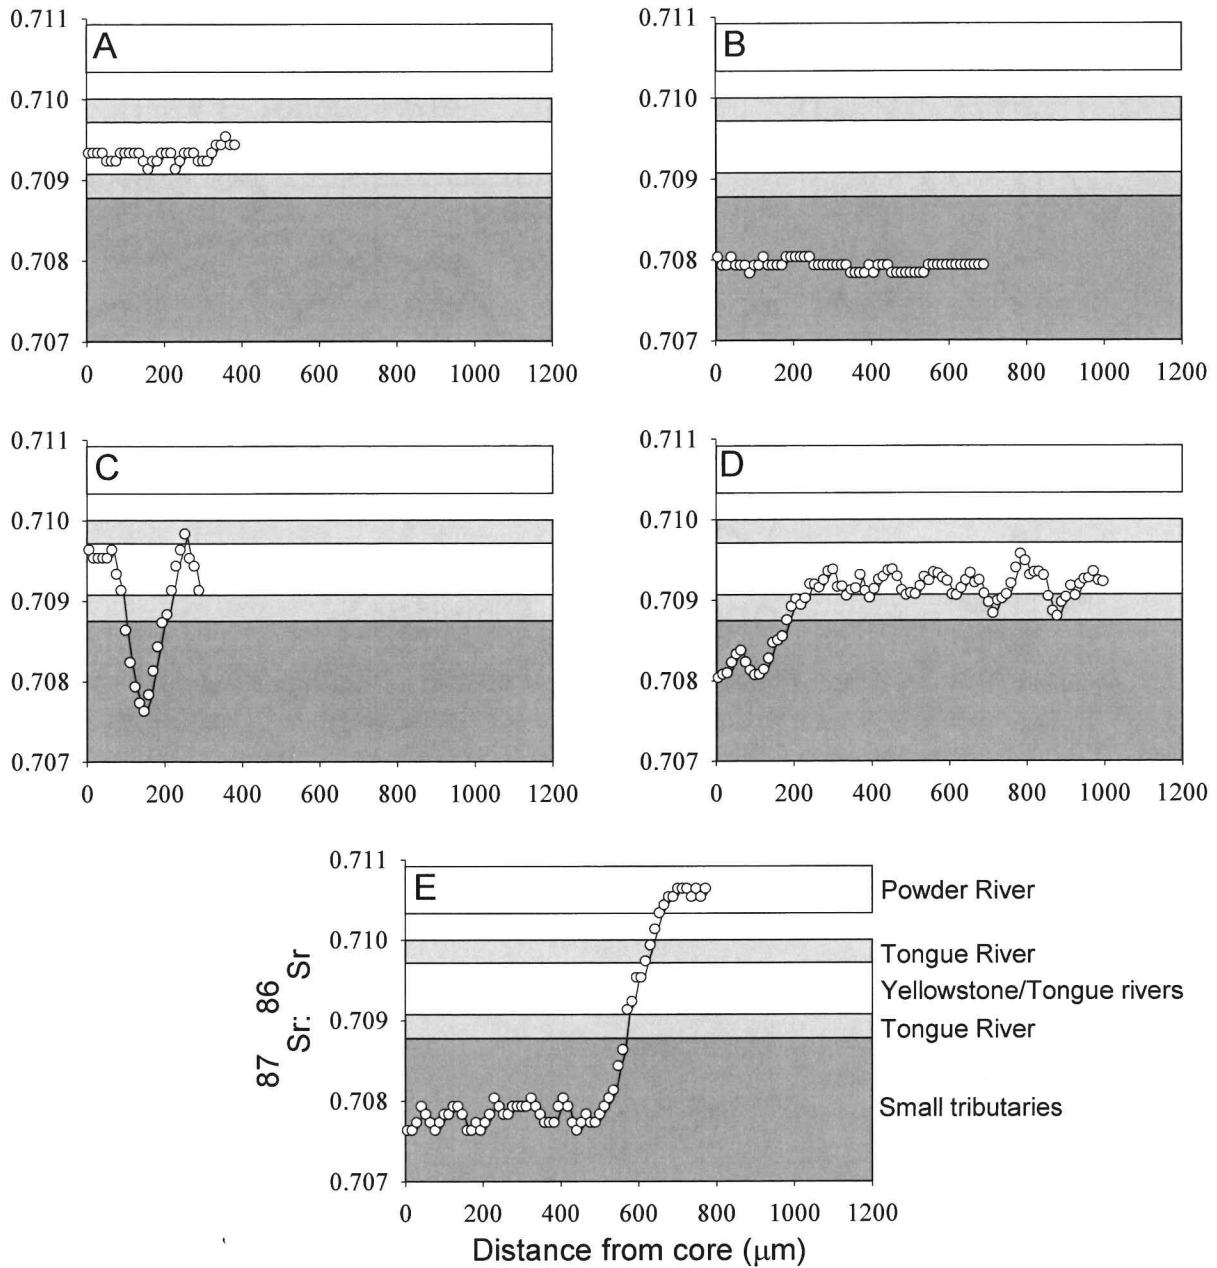 A
0.711
0.710
0.709
0.708
0.707
0 200 400 600 800 1000 1200
B
0.711
0.710
0.709
0.708
0.707
0 200 400 600 800 1000 1200
C
0.711
0.710
0.709
0.708
0.707
0 200 400 600 800 1000 1200
D
0.711
0.710
0.709
0.708
0.707
0 200 400 600 800 1000 1200
E
0.711
0.710
0.709
0.708
0.707
0 200 400 600 800 1000 1200
Powder River
Tongue River
Yellowstone/Tongue rivers
Tongue River
Small tributaries
87Sr: 86Sr
Distance from core (µm)